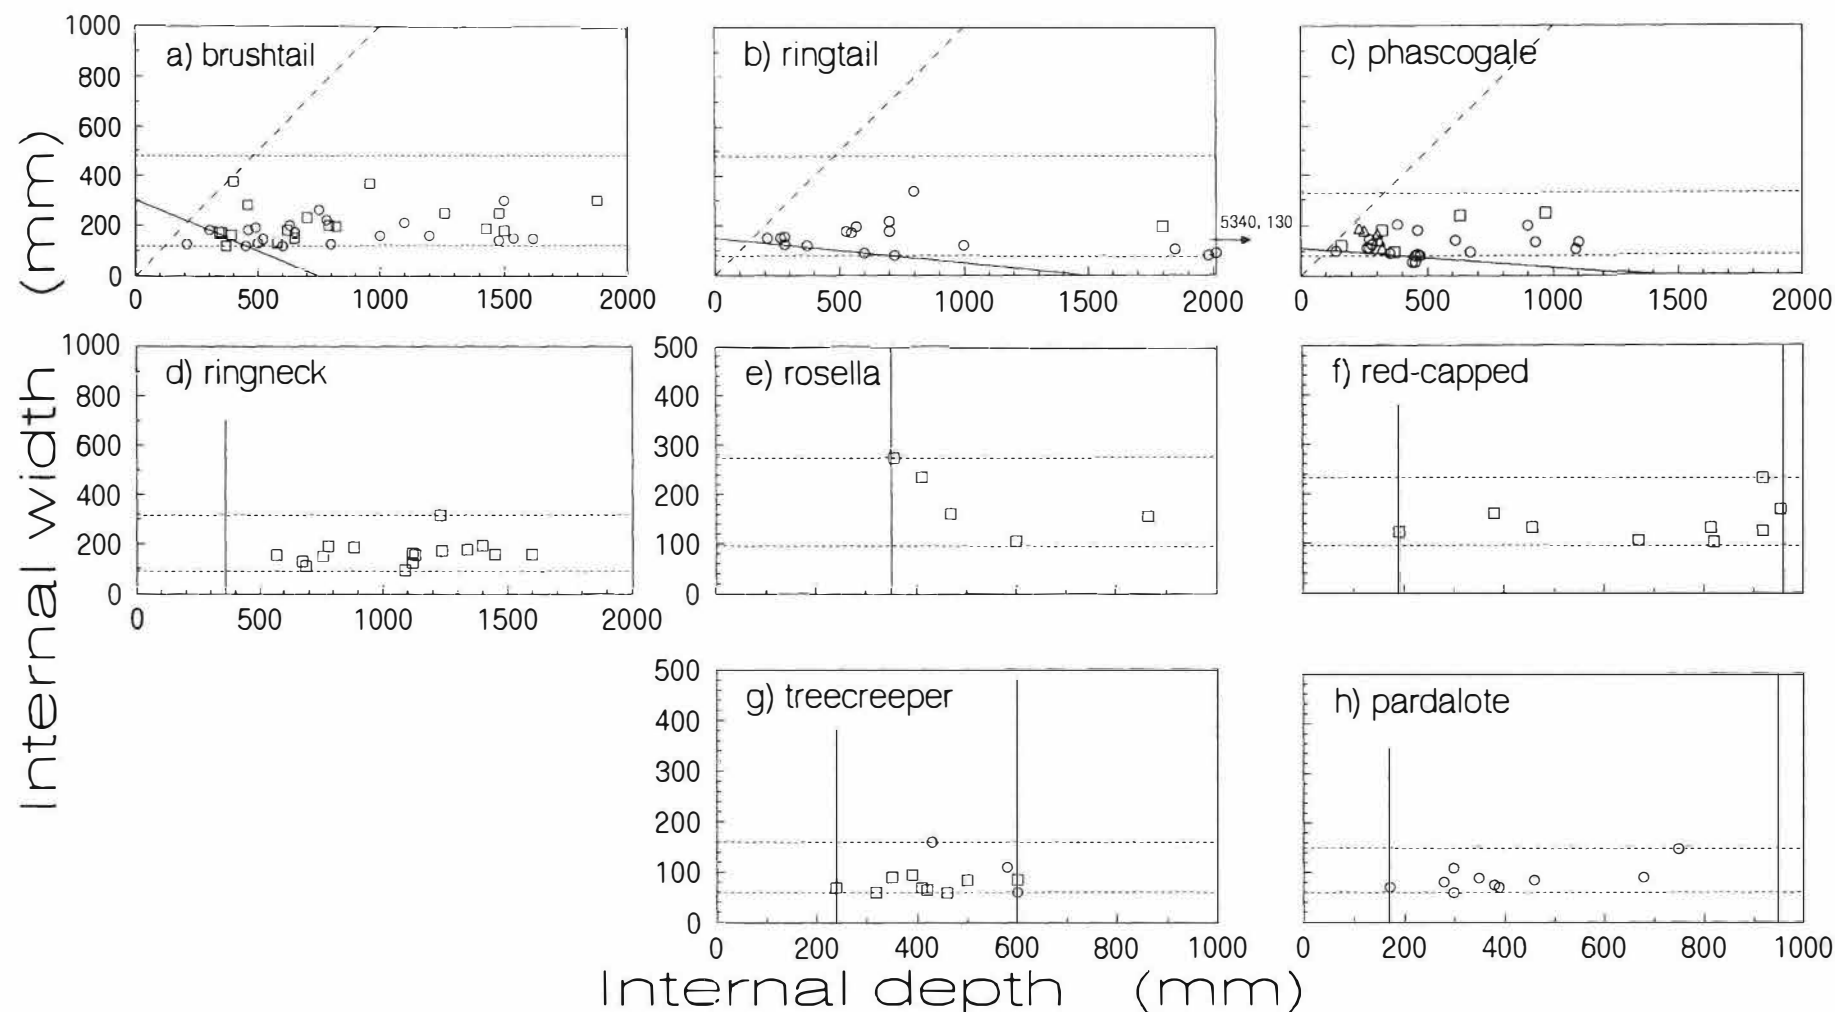 a) brushtail
b) ringtail
c) phascogale
1000
800
600
400
200
0
0 500 1000 1500 2000
0 500 1000 1500 2000
0 500 1000 1500 2000
5340, 130
d) ringneck
e) rosella
f) red-capped
1000
800
600
400
200
0
500
400
300
200
100
0
0 500 1000 1500 2000
g) treecreeper
h) pardalote
500
400
300
200
100
0
0 200 400 600 800 1000
0 200 400 600 800 1000
Internal width (mm)
Internal depth (mm)